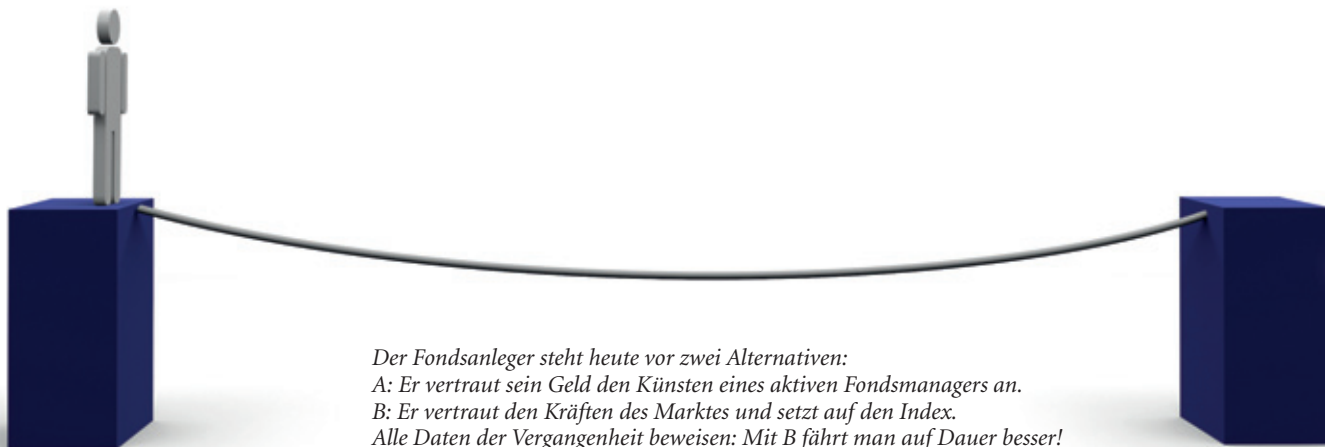 Der Fondsanleger steht heute vor zwei Alternativen:
A: Er vertraut sein Geld den Künsten eines aktiven Fondsmanagers an.
B: Er vertraut den Kräften des Marktes und setzt auf den Index.
Alle Daten der Vergangenheit beweisen: Mit B fährt man auf Dauer besser!